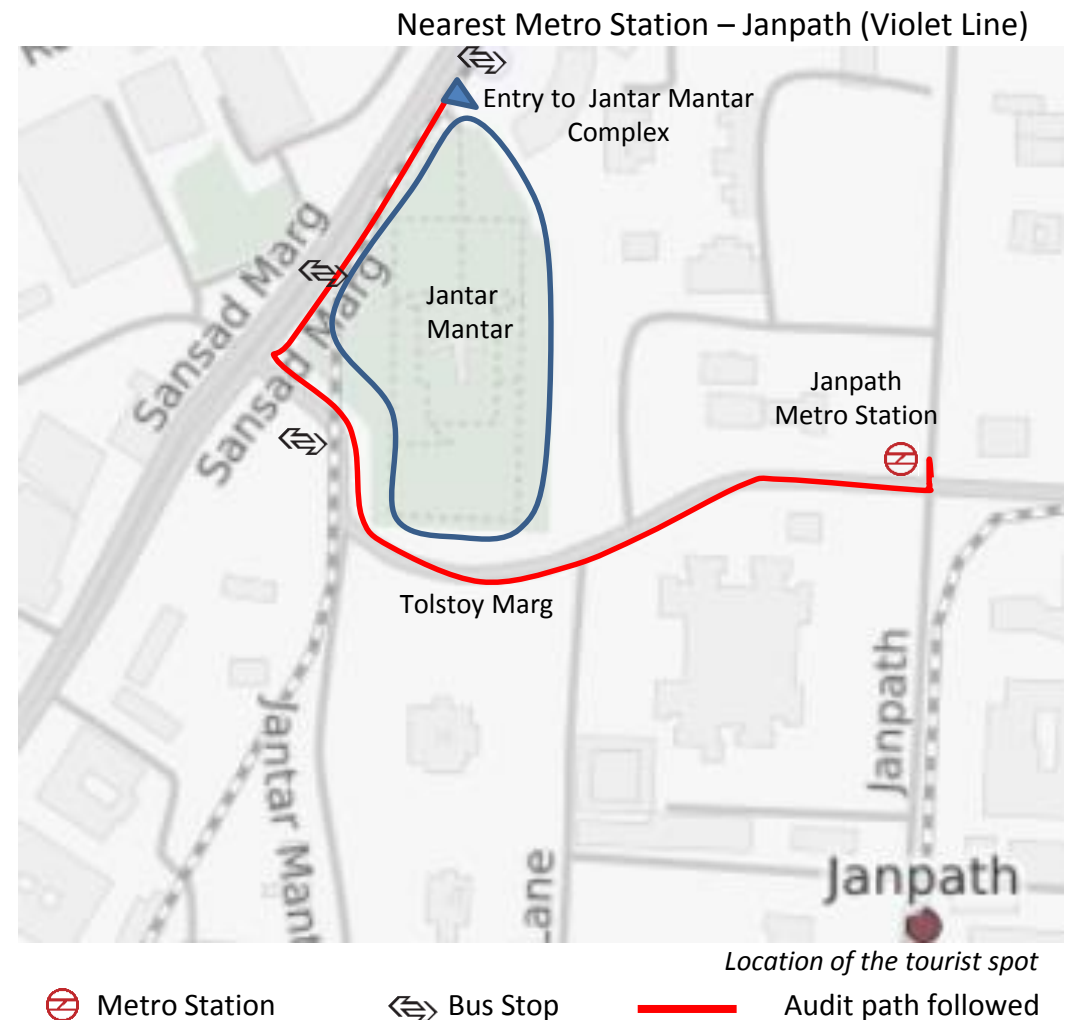 Nearest Metro Station – Janpath (Violet Line)
Entry to Jantar Mantar
Complex
Sansad Marg
Sansad Marg
Jantar
Mantar
Janpath
Metro Station
Tolstoy Marg
Jantar Mant
Janpath
Lane
Janpath
Location of the tourist spot
Metro Station
Bus Stop
Audit path followed